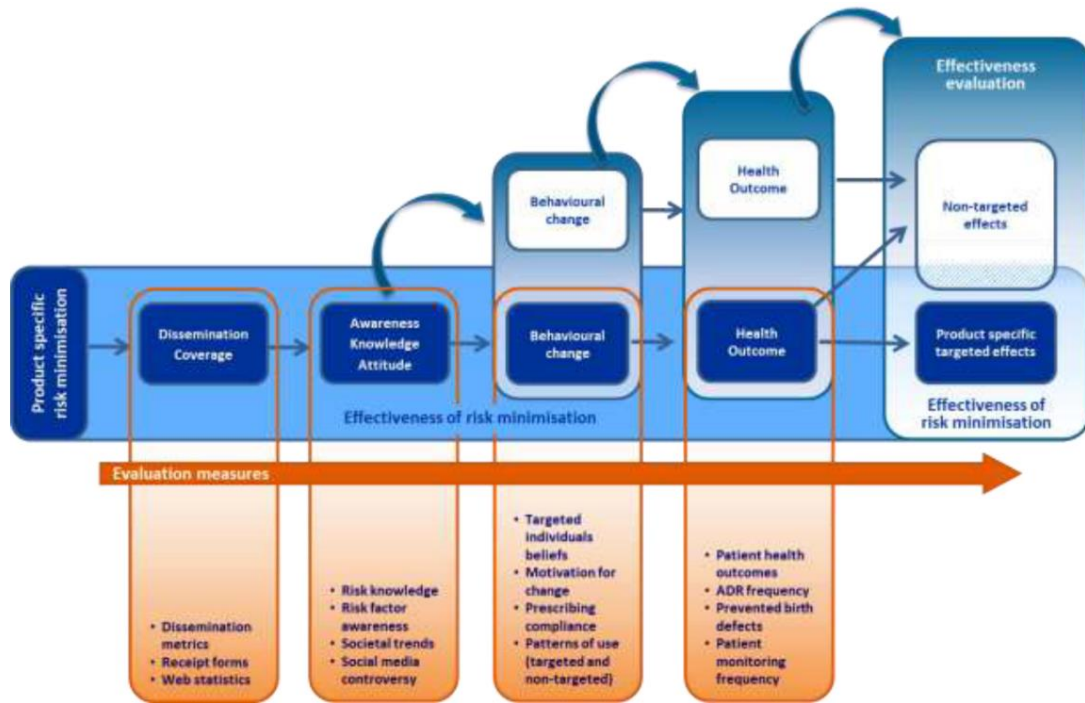 Effectiveness
evaluation
Behavioural
change
Health
Outcome
Non-targeted
effects
Product specific
risk minimisation
Dissemination
Coverage
Awareness
Knowledge
Attitude
Behavioural
change
Health
Outcome
Product specific
targeted effects
Effectiveness of risk minimisation
Effectiveness of
risk minimisation
Evaluation measures
• Dissemination
metrics
• Receipt forms
• Web statistics
• Risk knowledge
• Risk factor
awareness
• Societal trends
• Social media
controversy
• Targeted
individuals
beliefs
• Motivation for
change
• Prescribing
compliance
• Patterns of use
(targeted and
non-targeted)
• Patient health
outcomes
• ADR frequency
• Prevented birth
defects
• Patient
monitoring
frequency